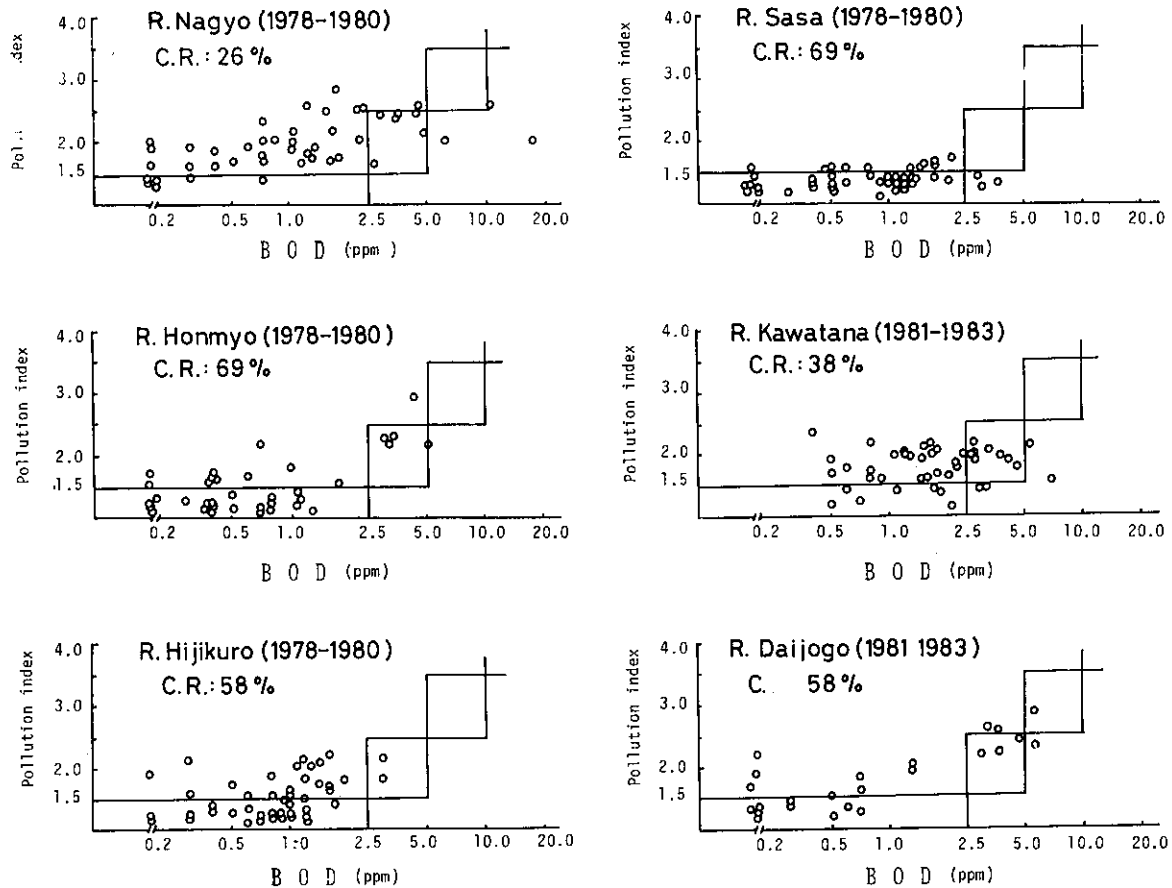 R. Nagyo (1978-1980)
C.R.: 26 %
4.0
3.0
2.0
1.5
0.2 0.5 1.0 2.5 5.0 10.0 20.0
B O D (ppm)
R. Sasa (1978-1980)
C.R.: 69 %
Pollution index
4.0
3.0
2.0
1.5
0.2 0.5 1.0 2.5 5.0 10.0 20.0
B O D (ppm)
R. Honmyo (1978-1980)
C.R.: 69 %
Pollution index
4.0
3.0
2.0
1.5
0.2 0.5 1.0 2.5 5.0 10.0 20.0
B O D (ppm)
R. Kawatana (1981-1983)
C.R.: 38 %
Pollution index
4.0
3.0
2.0
1.5
0.2 0.5 1.0 2.5 5.0 10.0 20.0
B O D (ppm)
R. Hijikuro (1978-1980)
C.R.: 58 %
Pollution index
4.0
3.0
2.0
1.5
0.2 0.5 1.0 2.5 5.0 10.0 20.0
B O D (ppm)
R. Daijogo (1981 1983)
C. 58 %
Pollution index
4.0
3.0
2.0
1.5
0.2 0.5 1.0 2.5 5.0 10.0 20.0
B O D (ppm)